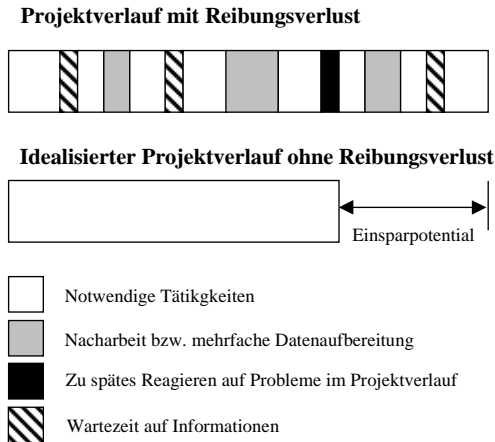 Projektverlauf mit Reibungsverlust
Idealisierter Projektverlauf ohne Reibungsverlust
Einsparpotential
Notwendige Tätikgkeiten
Nacharbeit bzw. mehrfache Datenaufbereitung
Zu spätes Reagieren auf Probleme im Projektverlauf
Wartezeit auf Informationen